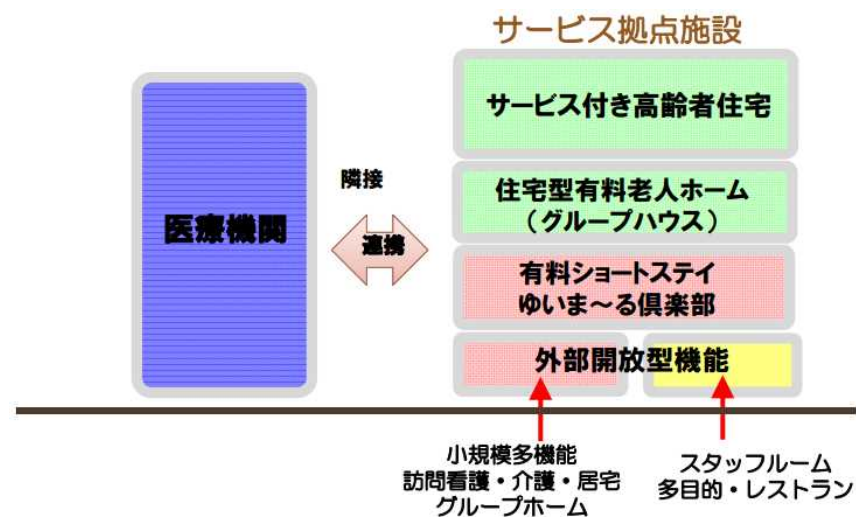 サービス拠点施設
サービス付き高齢者住宅
隣接
医療機関
連携
住宅型有料老人ホーム
（グループハウス）
有料ショートステイ
ゆいま～る倶楽部
外部開放型機能
小規模多機能
訪問看護・介護・居宅
グループホーム
スタッフルーム
多目的・レストラン